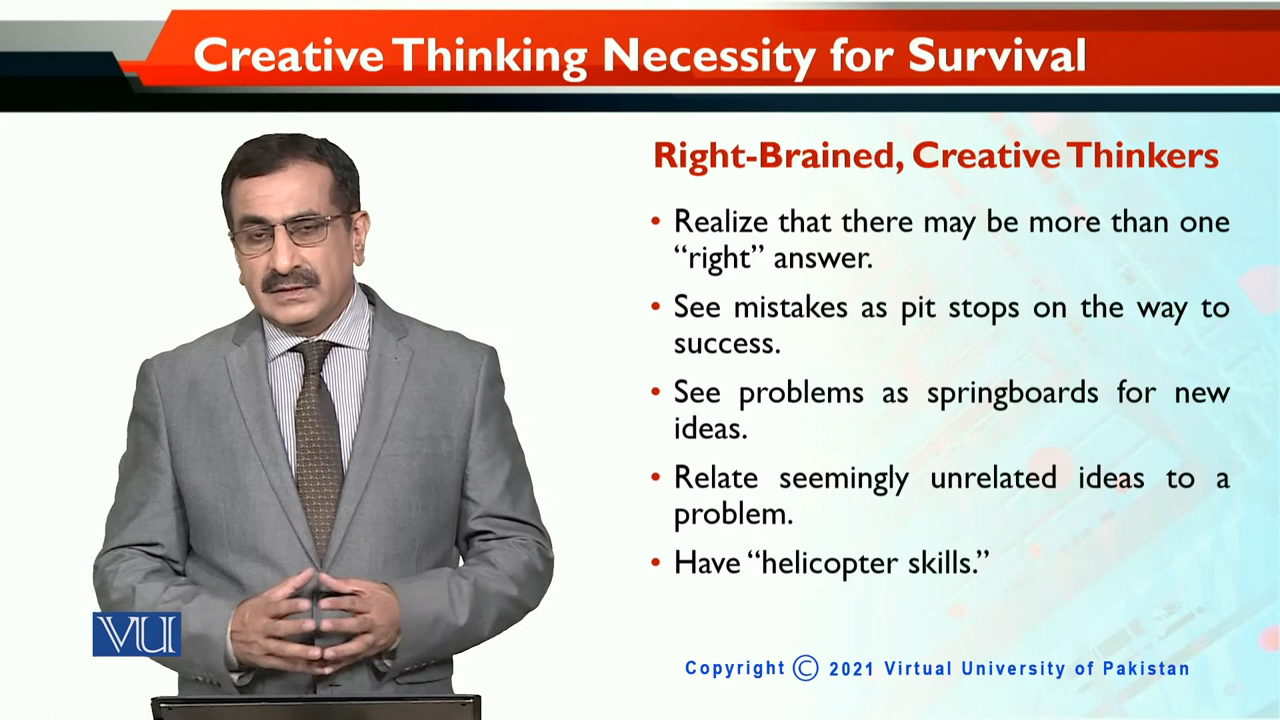 Creative Thinking Necessity for Survival
Right-Brained, Creative Thinkers
• Realize that there may be more than one
“right” answer.
• See mistakes as pit stops on the way to
success.
• See problems as springboards for new
ideas.
• Relate seemingly unrelated ideas to a
problem.
• Have “helicopter skills.”
VU
Copyright © 2021 Virtual University of Pakistan